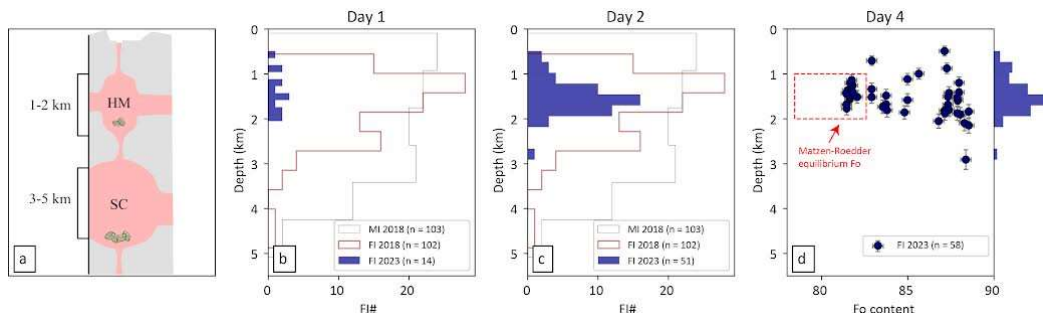 Day 1
Day 2
Day 4
1-2 km
HM
3-5 km
SC
a
Depth (km)
0
1
2
3
4
5
MI 2018 (n = 103)
FI 2018 (n = 102)
FI 2023 (n = 14)
b
0
10
20
FI#
Depth (km)
0
1
2
3
4
5
MI 2018 (n = 103)
FI 2018 (n = 102)
FI 2023 (n = 51)
c
0
10
20
FI#
Depth (km)
0
1
2
3
4
5
Matzen-Roedder
equilibrium Fo
FI 2023 (n = 58)
d
80
85
90
Fo content